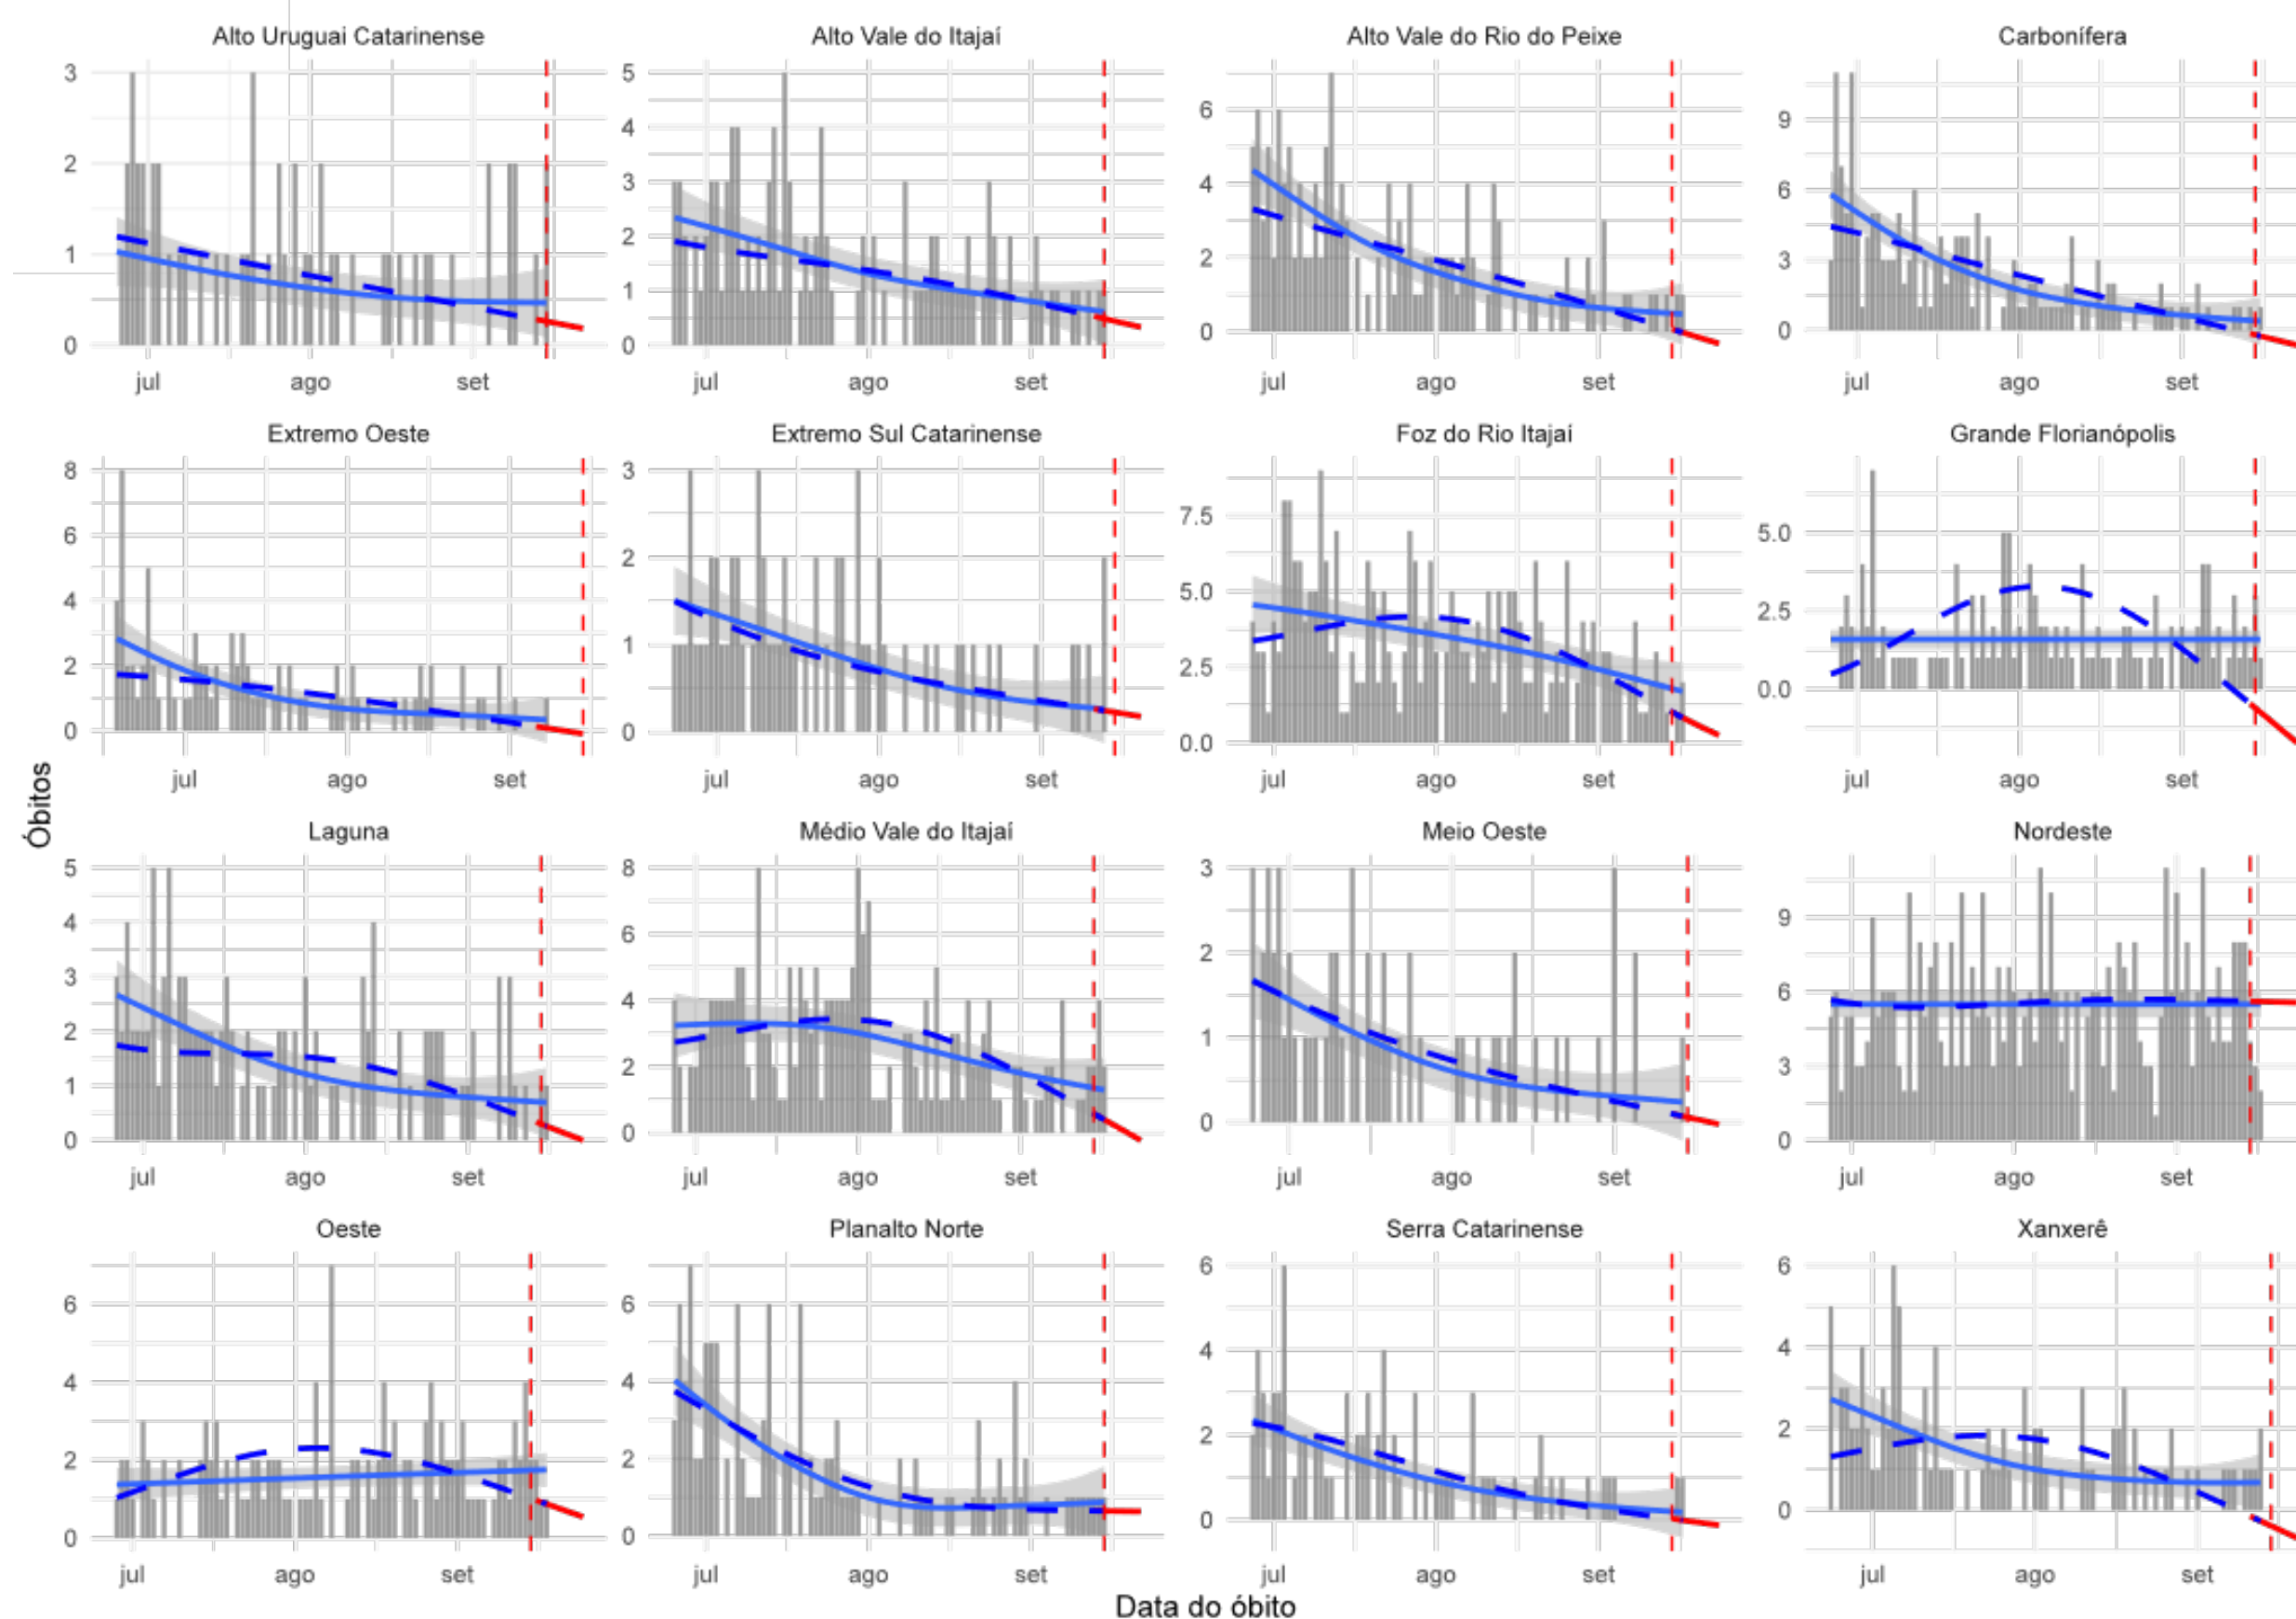 Alto Uruguai Catarinense
Alto Vale do Itajaí
Alto Vale do Rio do Peixe
Carbonífera
3
2
1
0
jul ago set
5
4
3
2
1
0
jul ago set
6
4
2
0
jul ago set
9
6
3
0
jul ago set
Extremo Oeste
Extremo Sul Catarinense
Foz do Rio Itajaí
Grande Florianópolis
8
6
4
2
0
jul ago set
3
2
1
0
jul ago set
7.5
5.0
2.5
0.0
jul ago set
5.0
2.5
0.0
jul ago set
Óbitos
Laguna
Médio Vale do Itajaí
Meio Oeste
Nordeste
5
4
3
2
1
0
jul ago set
8
6
4
2
0
jul ago set
3
2
1
0
jul ago set
9
6
3
0
jul ago set
Oeste
Planalto Norte
Serra Catarinense
Xanxerê
6
4
2
0
jul ago set
6
4
2
0
jul ago set
6
4
2
0
jul ago set
6
4
2
0
jul ago set
Data do óbito